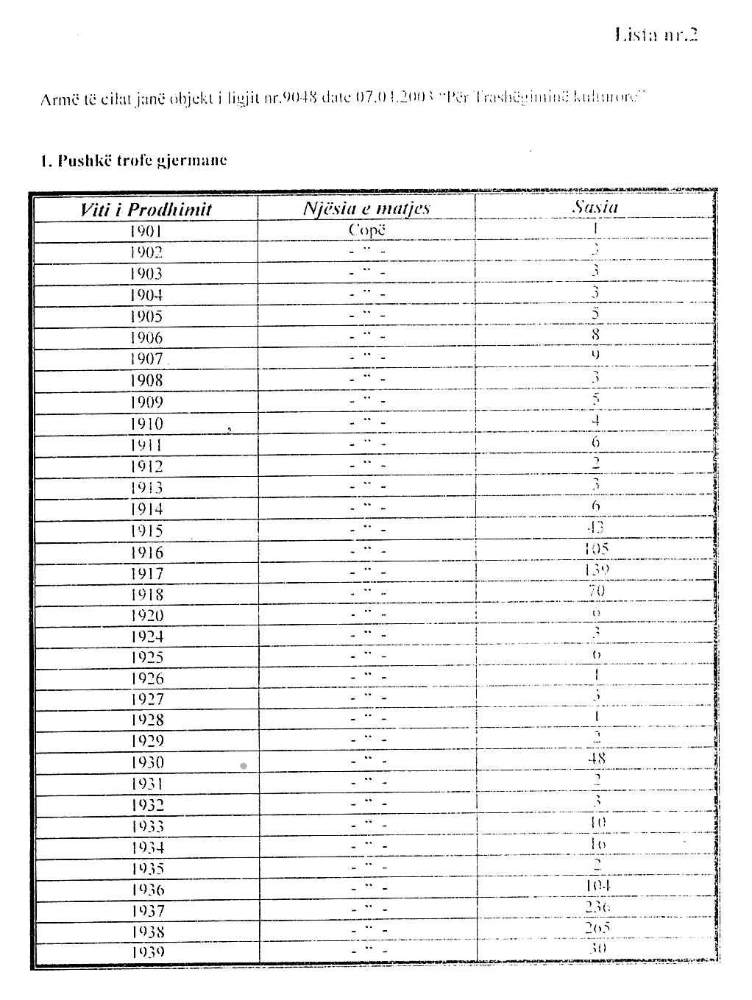 Lista nr.2
Armë të cilat janë objekt i ligjit nr.9048 date 07.04.2003 “Për Trashëgiminë kulturore”
1. Pushkë trofe gjermane
Viti i Prodhimit Njësia e matjes Sasia
1901 Copë 1
1902 - “ - 3
1903 - “ - 3
1904 - “ - 3
1905 - “ - 5
1906 - “ - 8
1907 - “ - 9
1908 - “ - 3
1909 - “ - 5
1910 - “ - 4
1911 - “ - 6
1912 - “ - 2
1913 - “ - 3
1914 - “ - 6
1915 - “ - 43
1916 - “ - 105
1917 - “ - 139
1918 - “ - 70
1920 - “ -
1924 - “ - 3
1925 - “ - 6
1926 - “ - 1
1927 - “ - 3
1928 - “ - 1
1929 - “ - 2
1930 - “ - 48
1931 - “ - 2
1932 - “ - 3
1933 - “ - 10
1934 - “ - 16
1935 - “ - 2
1936 - “ - 104
1937 - “ - 236
1938 - “ - 265
1939 - “ - 30